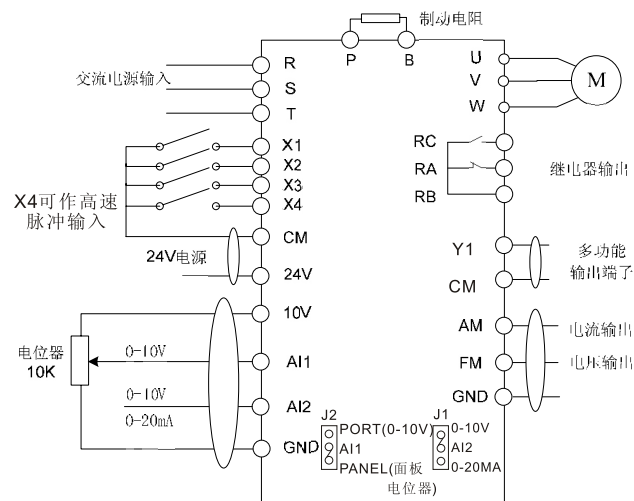 制动电阻
P B
R
S
T
交流电源输入
U
V
W
M
X1
X2
X3
X4
X4可作高速
脉冲输入
RC
RA
RB
继电器输出
CM
24V电源
24V
Y1
CM
多功能
输出端了
10V
AI1
AI2
GND
电位器
10K
0-10V
0-10V
0-20mA
AM
FM
GND
电流输出
电压输出
J2
PORT(0-10V)
AI1
PANEL(面板
电位器)
J1
0-10V
AI2
0-20MA